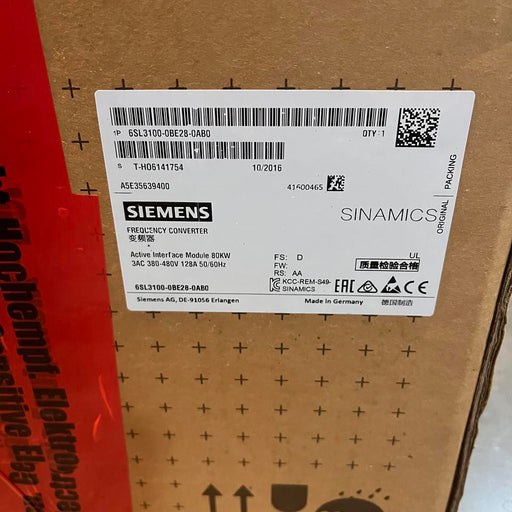 1P 6SL3100-0BE28-0AB0 QTY 1
S T-H06141754 10/2016
A5E35639400 41600465
SIEMENS
SINAMICS
ORIGINAL PACKING
FREQUENCY CONVERTER
变频器
Active Interface Module 80KW
3AC 380-480V 128A 50/60Hz
FS: D
FW:
RS: AA
UL
质量检验合格
6SL3100-0BE28-0AB0
KCC-REM-S49-
SINAMICS
Siemens AG, DE-91056 Erlangen
Made in Germany
德国制造
Hochempf. Elektro